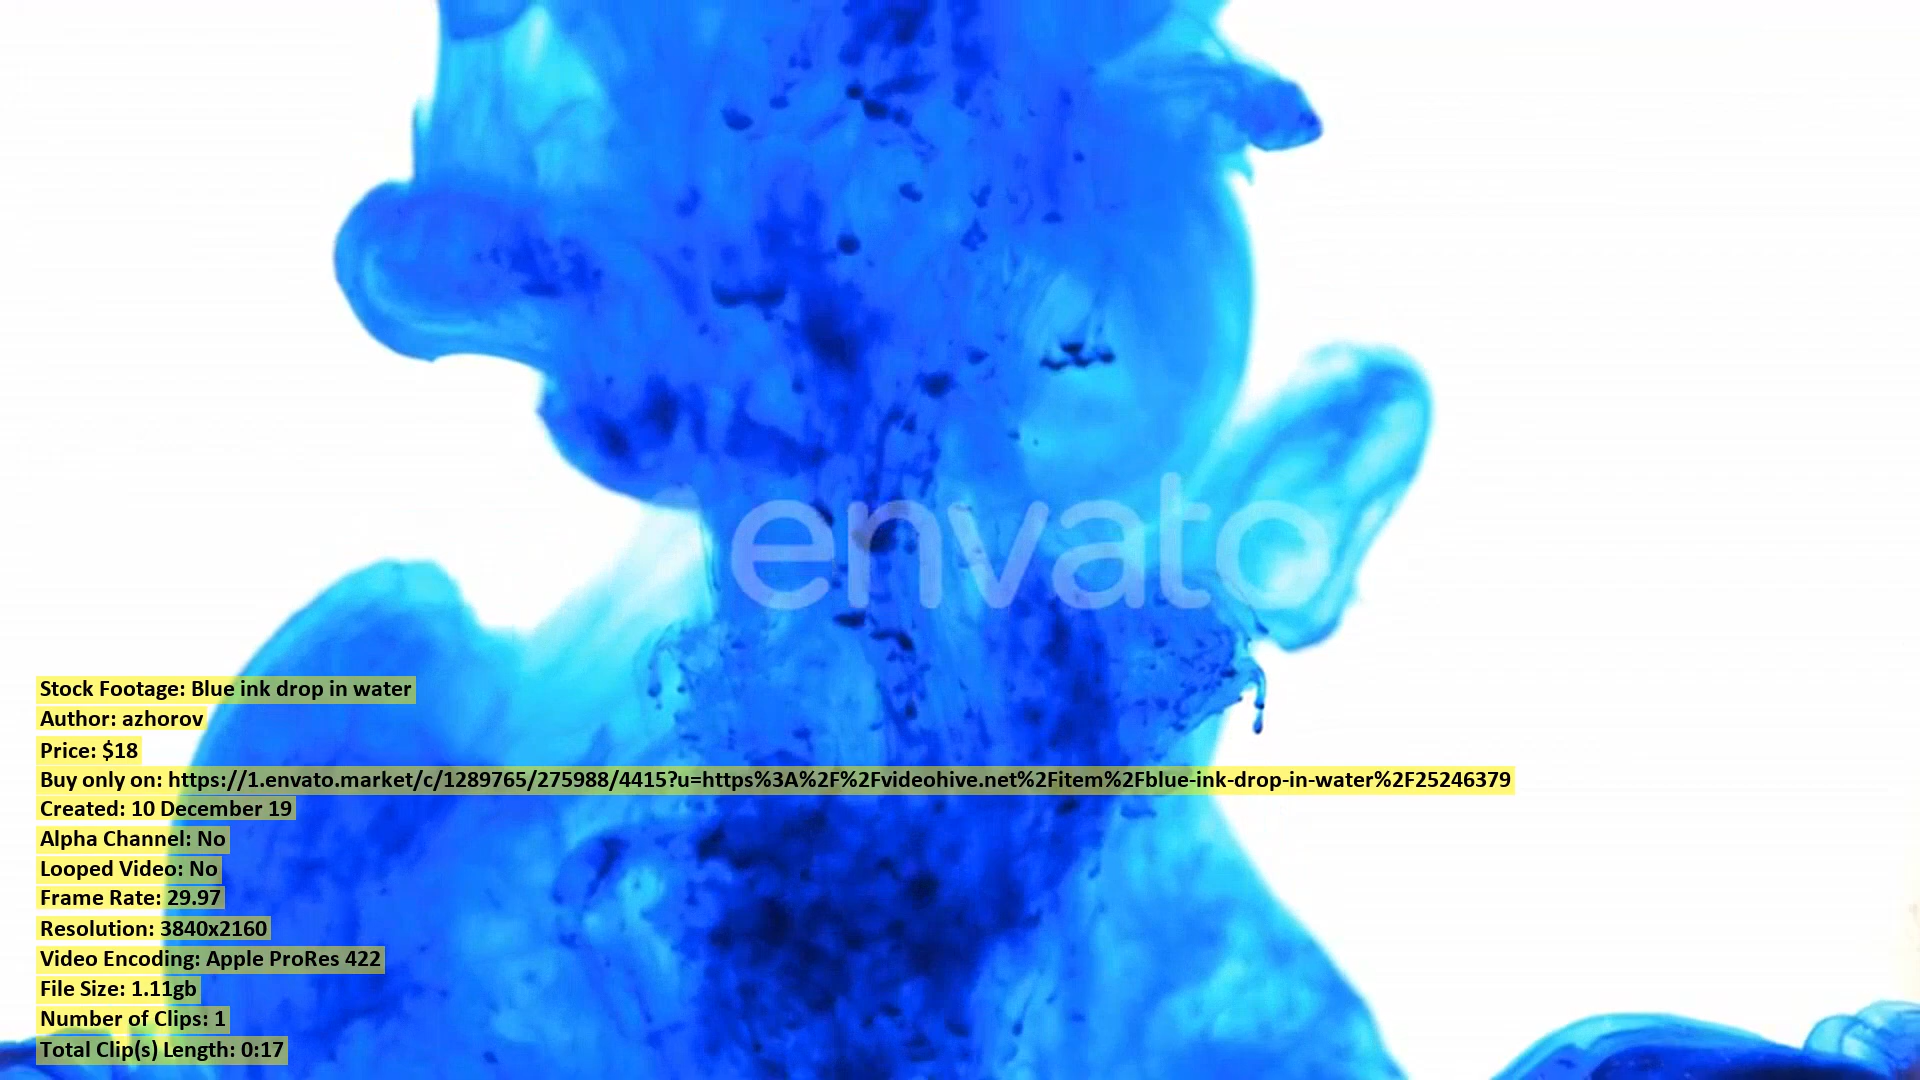 envato
Stock Footage: Blue ink drop in water
Author: azhorov
Price: $18
Buy only on: https://1.envato.market/c/1289765/275988/4415?u=https%3A%2F%2Fvideohive.net%2Fitem%2Fblue-ink-drop-in-water%2F25246379
Created: 10 December 19
Alpha Channel: No
Looped Video: No
Frame Rate: 29.97
Resolution: 3840x2160
Video Encoding: Apple ProRes 422
File Size: 1.11gb
Number of Clips: 1
Total Clip(s) Length: 0:17